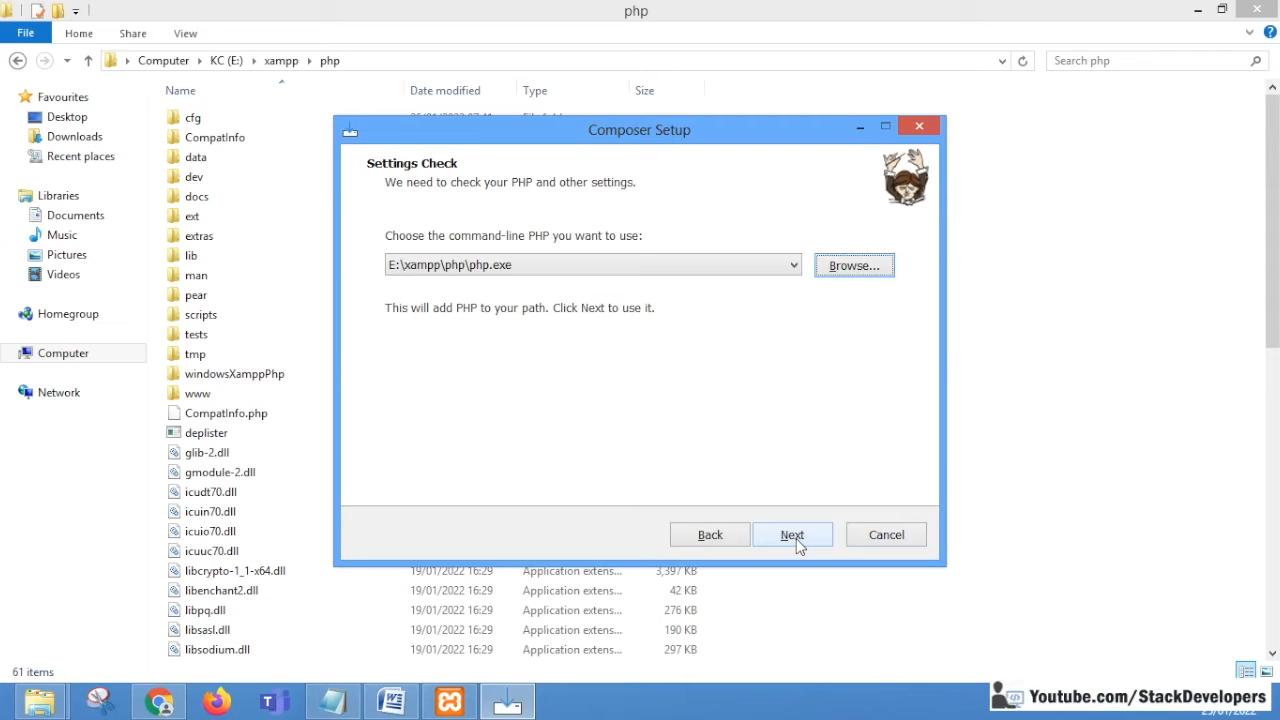 php
File Home Share View
Computer KC (E:) xampp php
Search php
Name Date modified Type Size
Favourites
Desktop
Downloads
Recent places
Libraries
Documents
Music
Pictures
Videos
Homegroup
Computer
Network
cfg
CompatInfo
data
dev
docs
ext
extras
lib
man
pear
scripts
tests
tmp
windowsXamppPhp
www
CompatInfo.php
deplister
glib-2.dll
gmodule-2.dll
icudt70.dll
icuin70.dll
icuio70.dll
icuuc70.dll
libcrypto-1_1-x64.dll 19/01/2022 16:29 Application extens... 3,397 KB
libenchant2.dll 19/01/2022 16:29 Application extens... 42 KB
libpq.dll 19/01/2022 16:29 Application extens... 276 KB
libsasl.dll 19/01/2022 16:29 Application extens... 190 KB
libsodium.dll 19/01/2022 16:29 Application extens... 297 KB
Composer Setup
Settings Check
We need to check your PHP and other settings.
Choose the command-line PHP you want to use:
E:\xampp\php\php.exe
Browse...
This will add PHP to your path. Click Next to use it.
Back Next Cancel
61 items
Youtube.com/StackDevelopers